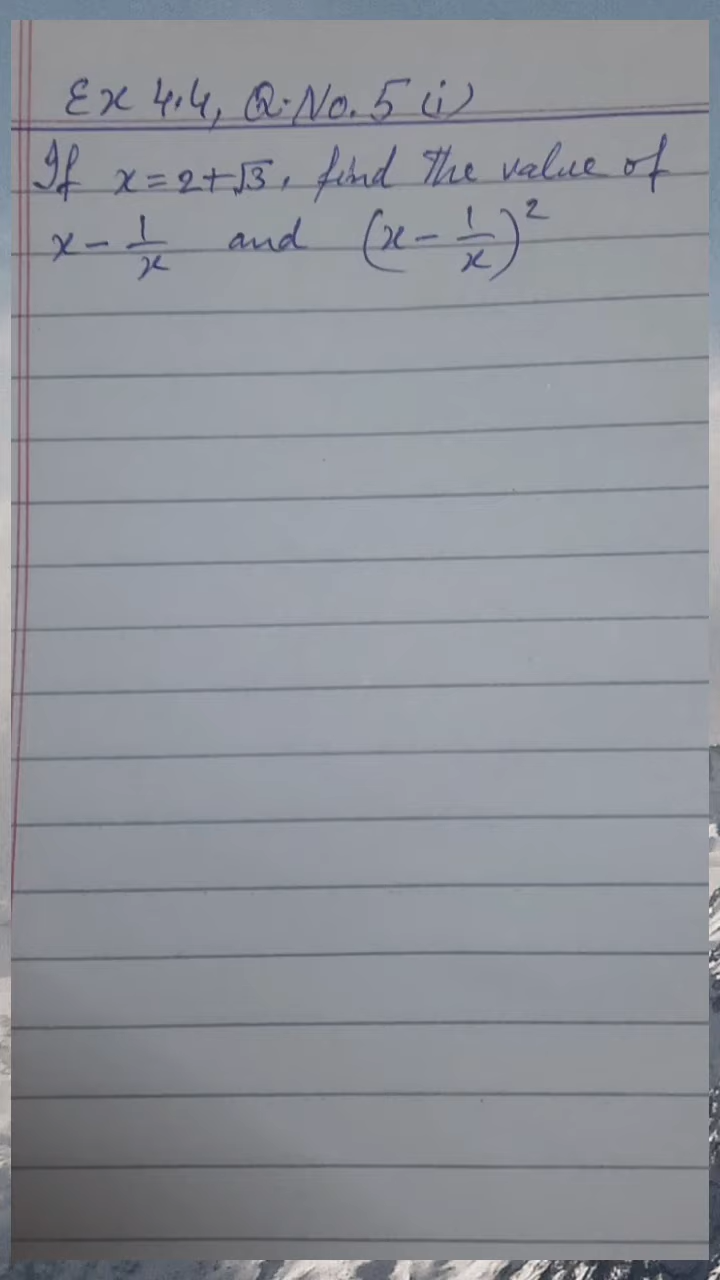 Ex 4.4, Q.No. 5 (i)
If x = 2+√3, find the value of
x - 1/x and (x - 1/x)²